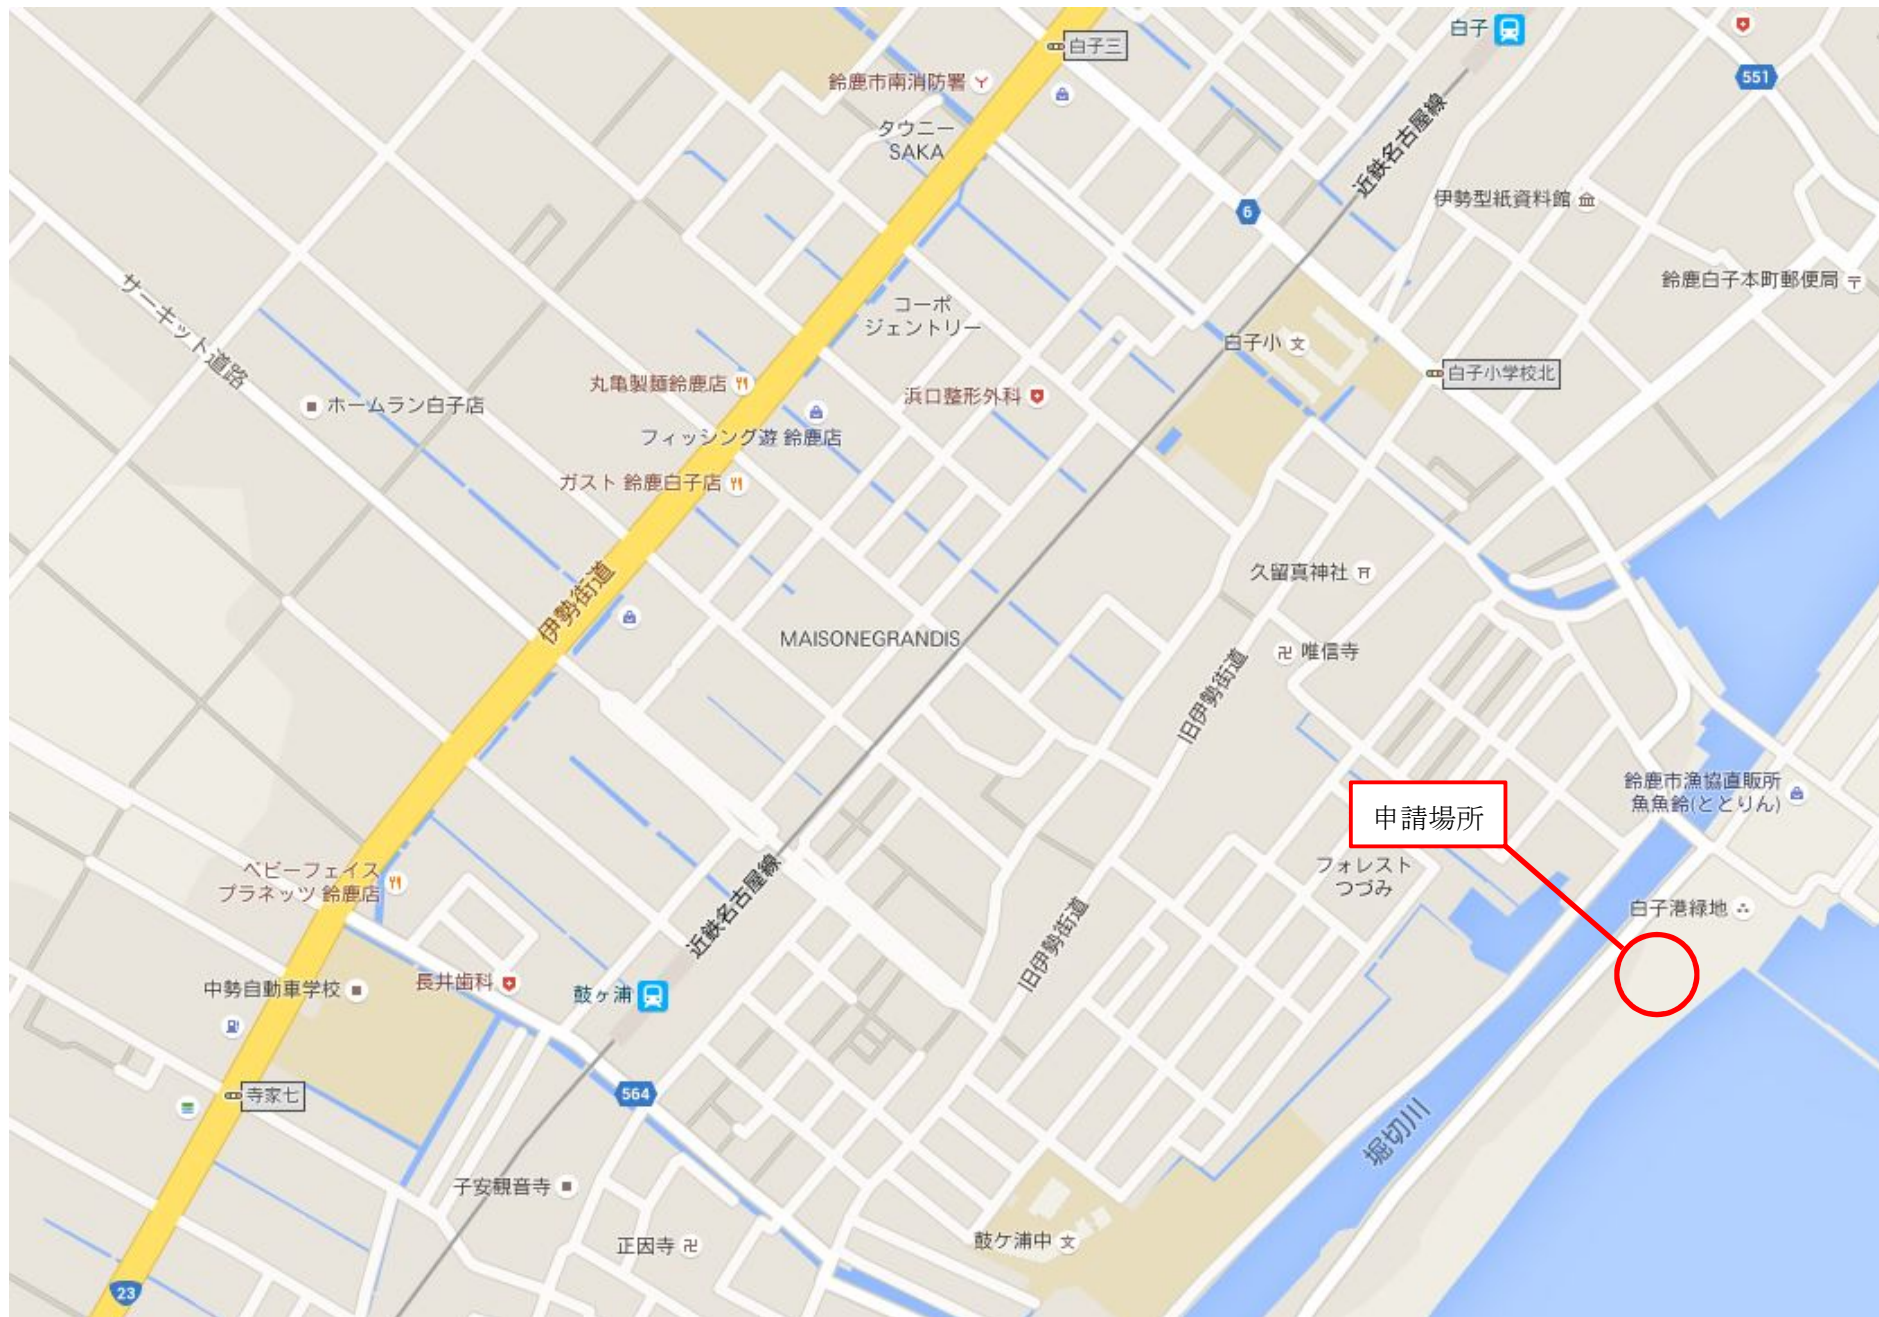 白子
白子三
551
鈴鹿市南消防署
タウニー
SAKA
近鉄名古屋線
伊勢型紙資料館
6
鈴鹿白子本町郵便局
サーキット道路
コーポ
ジェントリー
白子小 文
白子小学校北
丸亀製麺鈴鹿店
浜口整形外科
ホームラン白子店
フィッシング遊 鈴鹿店
ガスト 鈴鹿白子店
伊勢街道
久留真神社
MAISONEGRANDIS
唯信寺
旧伊勢街道
鈴鹿市漁協直販所
魚魚鈴(ととりん)
申請場所
ベビーフェイス
プラネッツ 鈴鹿店
フォレスト
つづみ
近鉄名古屋線
旧伊勢街道
白子港緑地
中勢自動車学校
長井歯科
鼓ヶ浦
寺家七
564
堀切川
子安観音寺
正因寺
鼓ケ浦中 文
23